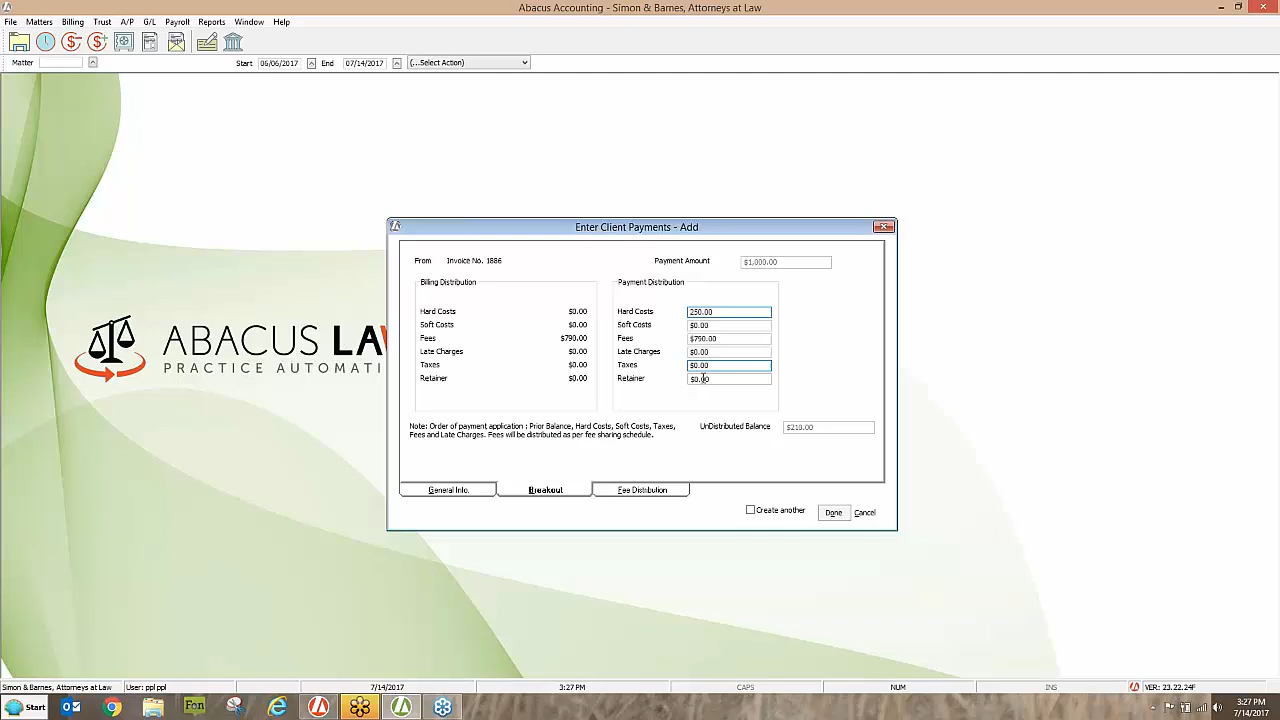 Abacus Accounting - Simon & Barnes, Attorneys at Law
File Matters Billing Trust A/P G/L Payroll Reports Window Help
Matter Start 06/06/2017 End 07/14/2017 (...Select Action)
ABACUS LAW
PRACTICE AUTOMATI
Enter Client Payments - Add
From Invoice No. 1886 Payment Amount $1,000.00
Billing Distribution Payment Distribution
Hard Costs $0.00 Hard Costs 250.00
Soft Costs $0.00 Soft Costs $0.00
Fees $790.00 Fees $790.00
Late Charges $0.00 Late Charges $0.00
Taxes $0.00 Taxes $0.00
Retainer $0.00 Retainer $0.00
Note: Order of payment application : Prior Balance, Hard Costs, Soft Costs, Taxes, UnDistributed Balance $210.00
Fees and Late Charges. Fees will be distributed as per fee sharing schedule.
General Info. Breakout Fee Distribution
Create another Done Cancel
Simon & Barnes, Attorneys at Law User: ppl ppl 7/14/2017 3:27 PM CAPS NUM INS VER: 23.22.24F
Start Fon 3:27 PM
7/14/2017